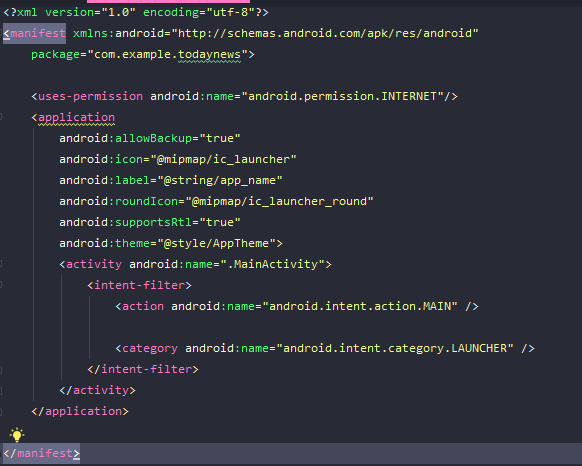 <?xml version="1.0" encoding="utf-8"?>
<manifest xmlns:android="http://schemas.android.com/apk/res/android"
    package="com.example.todaynews">

    <uses-permission android:name="android.permission.INTERNET"/>
    <application
        android:allowBackup="true"
        android:icon="@mipmap/ic_launcher"
        android:label="@string/app_name"
        android:roundIcon="@mipmap/ic_launcher_round"
        android:supportsRtl="true"
        android:theme="@style/AppTheme">
        <activity android:name=".MainActivity">
            <intent-filter>
                <action android:name="android.intent.action.MAIN" />

                <category android:name="android.intent.category.LAUNCHER" />
            </intent-filter>
        </activity>
    </application>

</manifest>